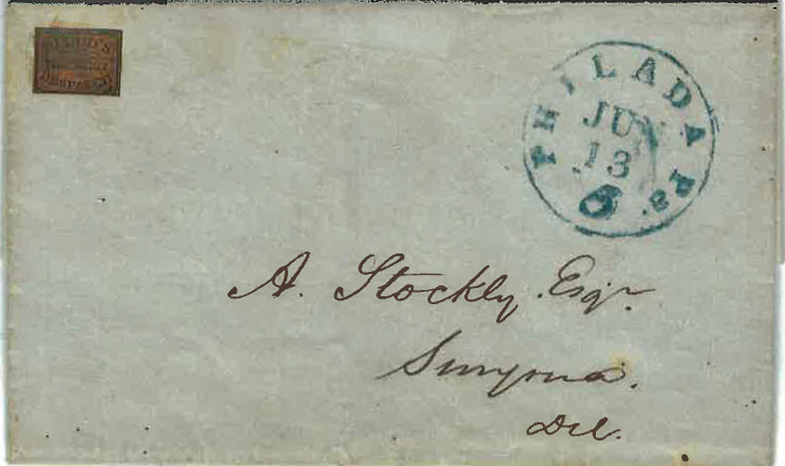 PHILADA Pa.
JUN
13
5
A. Stockly Esqr.
Smyrna.
Del.